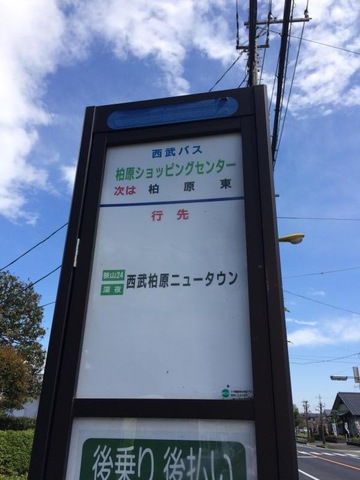 西武バス
柏原ショッピングセンター
次は 柏原東
行先
狭山24
深夜
西武柏原ニュータウン
後乗り後払い